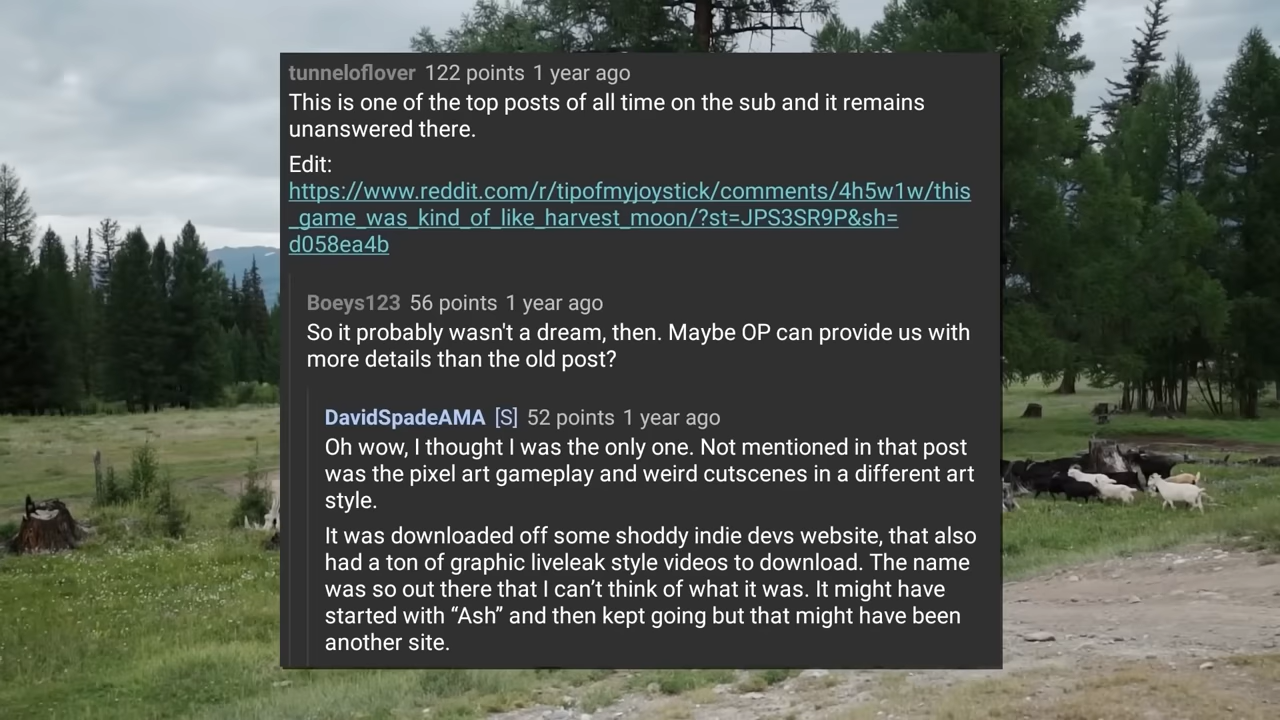 tunneloflover 122 points 1 year ago
This is one of the top posts of all time on the sub and it remains
unanswered there.
Edit:
https://www.reddit.com/r/tipofmyjoystick/comments/4h5w1w/this
_game_was_kind_of_like_harvest_moon/?st=JPS3SR9P&sh=
d058ea4b
Boeys123 56 points 1 year ago
So it probably wasn't a dream, then. Maybe OP can provide us with
more details than the old post?
DavidSpadeAMA [S] 52 points 1 year ago
Oh wow, I thought I was the only one. Not mentioned in that post
was the pixel art gameplay and weird cutscenes in a different art
style.
It was downloaded off some shoddy indie devs website, that also
had a ton of graphic liveleak style videos to download. The name
was so out there that I can’t think of what it was. It might have
started with “Ash” and then kept going but that might have been
another site.